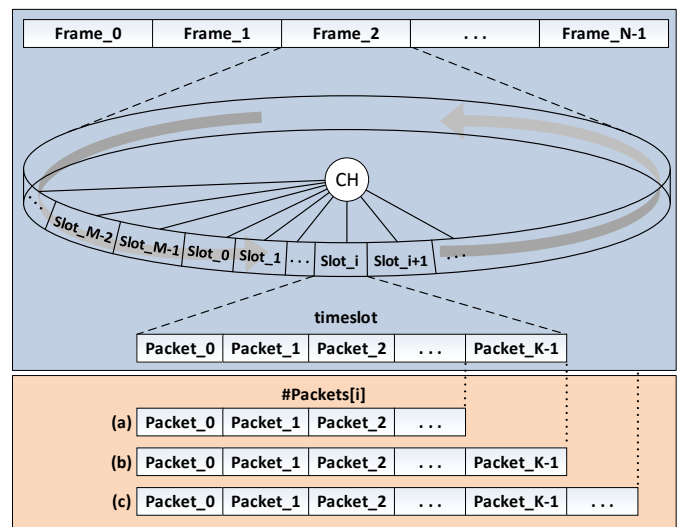 Frame_0 Frame_1 Frame_2 . . . Frame_N-1
CH
. . . Slot_M-2 Slot_M-1 Slot_0 Slot_1 . . . Slot_i Slot_i+1 . . .
timeslot
Packet_0 Packet_1 Packet_2 . . . Packet_K-1
#Packets[i]
(a) Packet_0 Packet_1 Packet_2 . . .
(b) Packet_0 Packet_1 Packet_2 . . . Packet_K-1
(c) Packet_0 Packet_1 Packet_2 . . . Packet_K-1 . . .